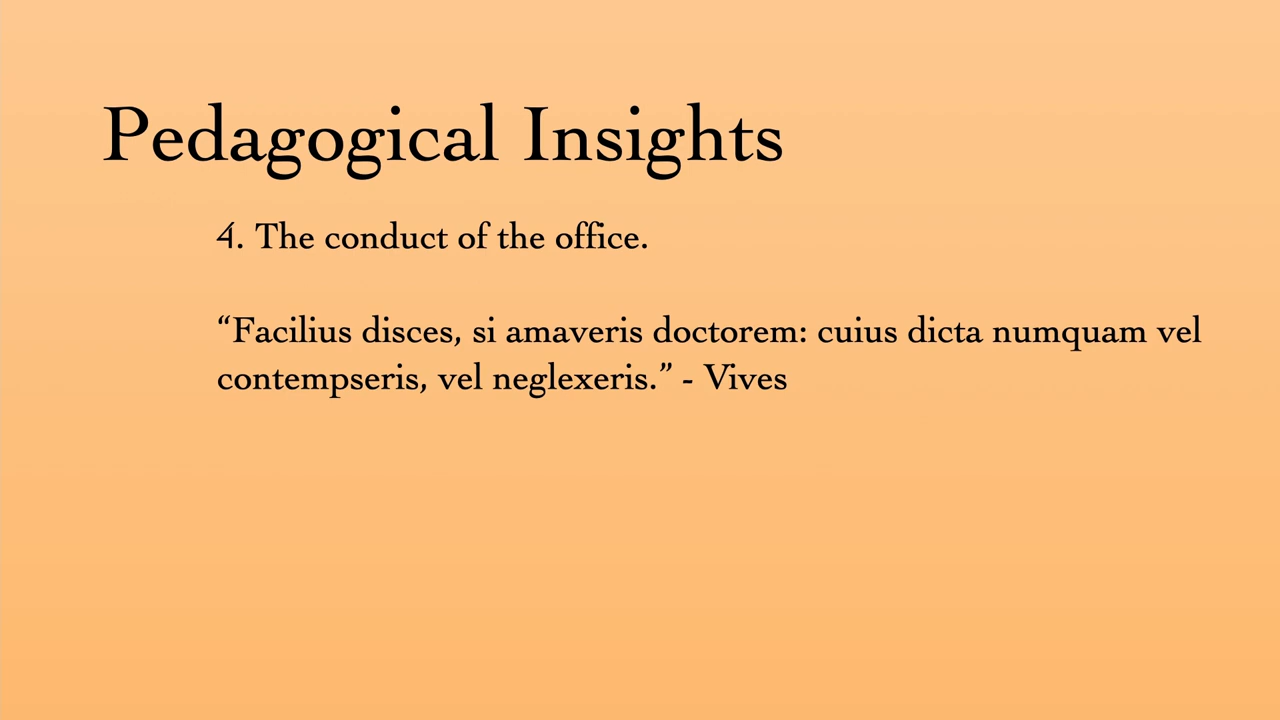 Pedagogical Insights
4. The conduct of the office.
“Facilius disces, si amaveris doctorem: cuius dicta numquam vel
contempseris, vel neglexeris.” - Vives